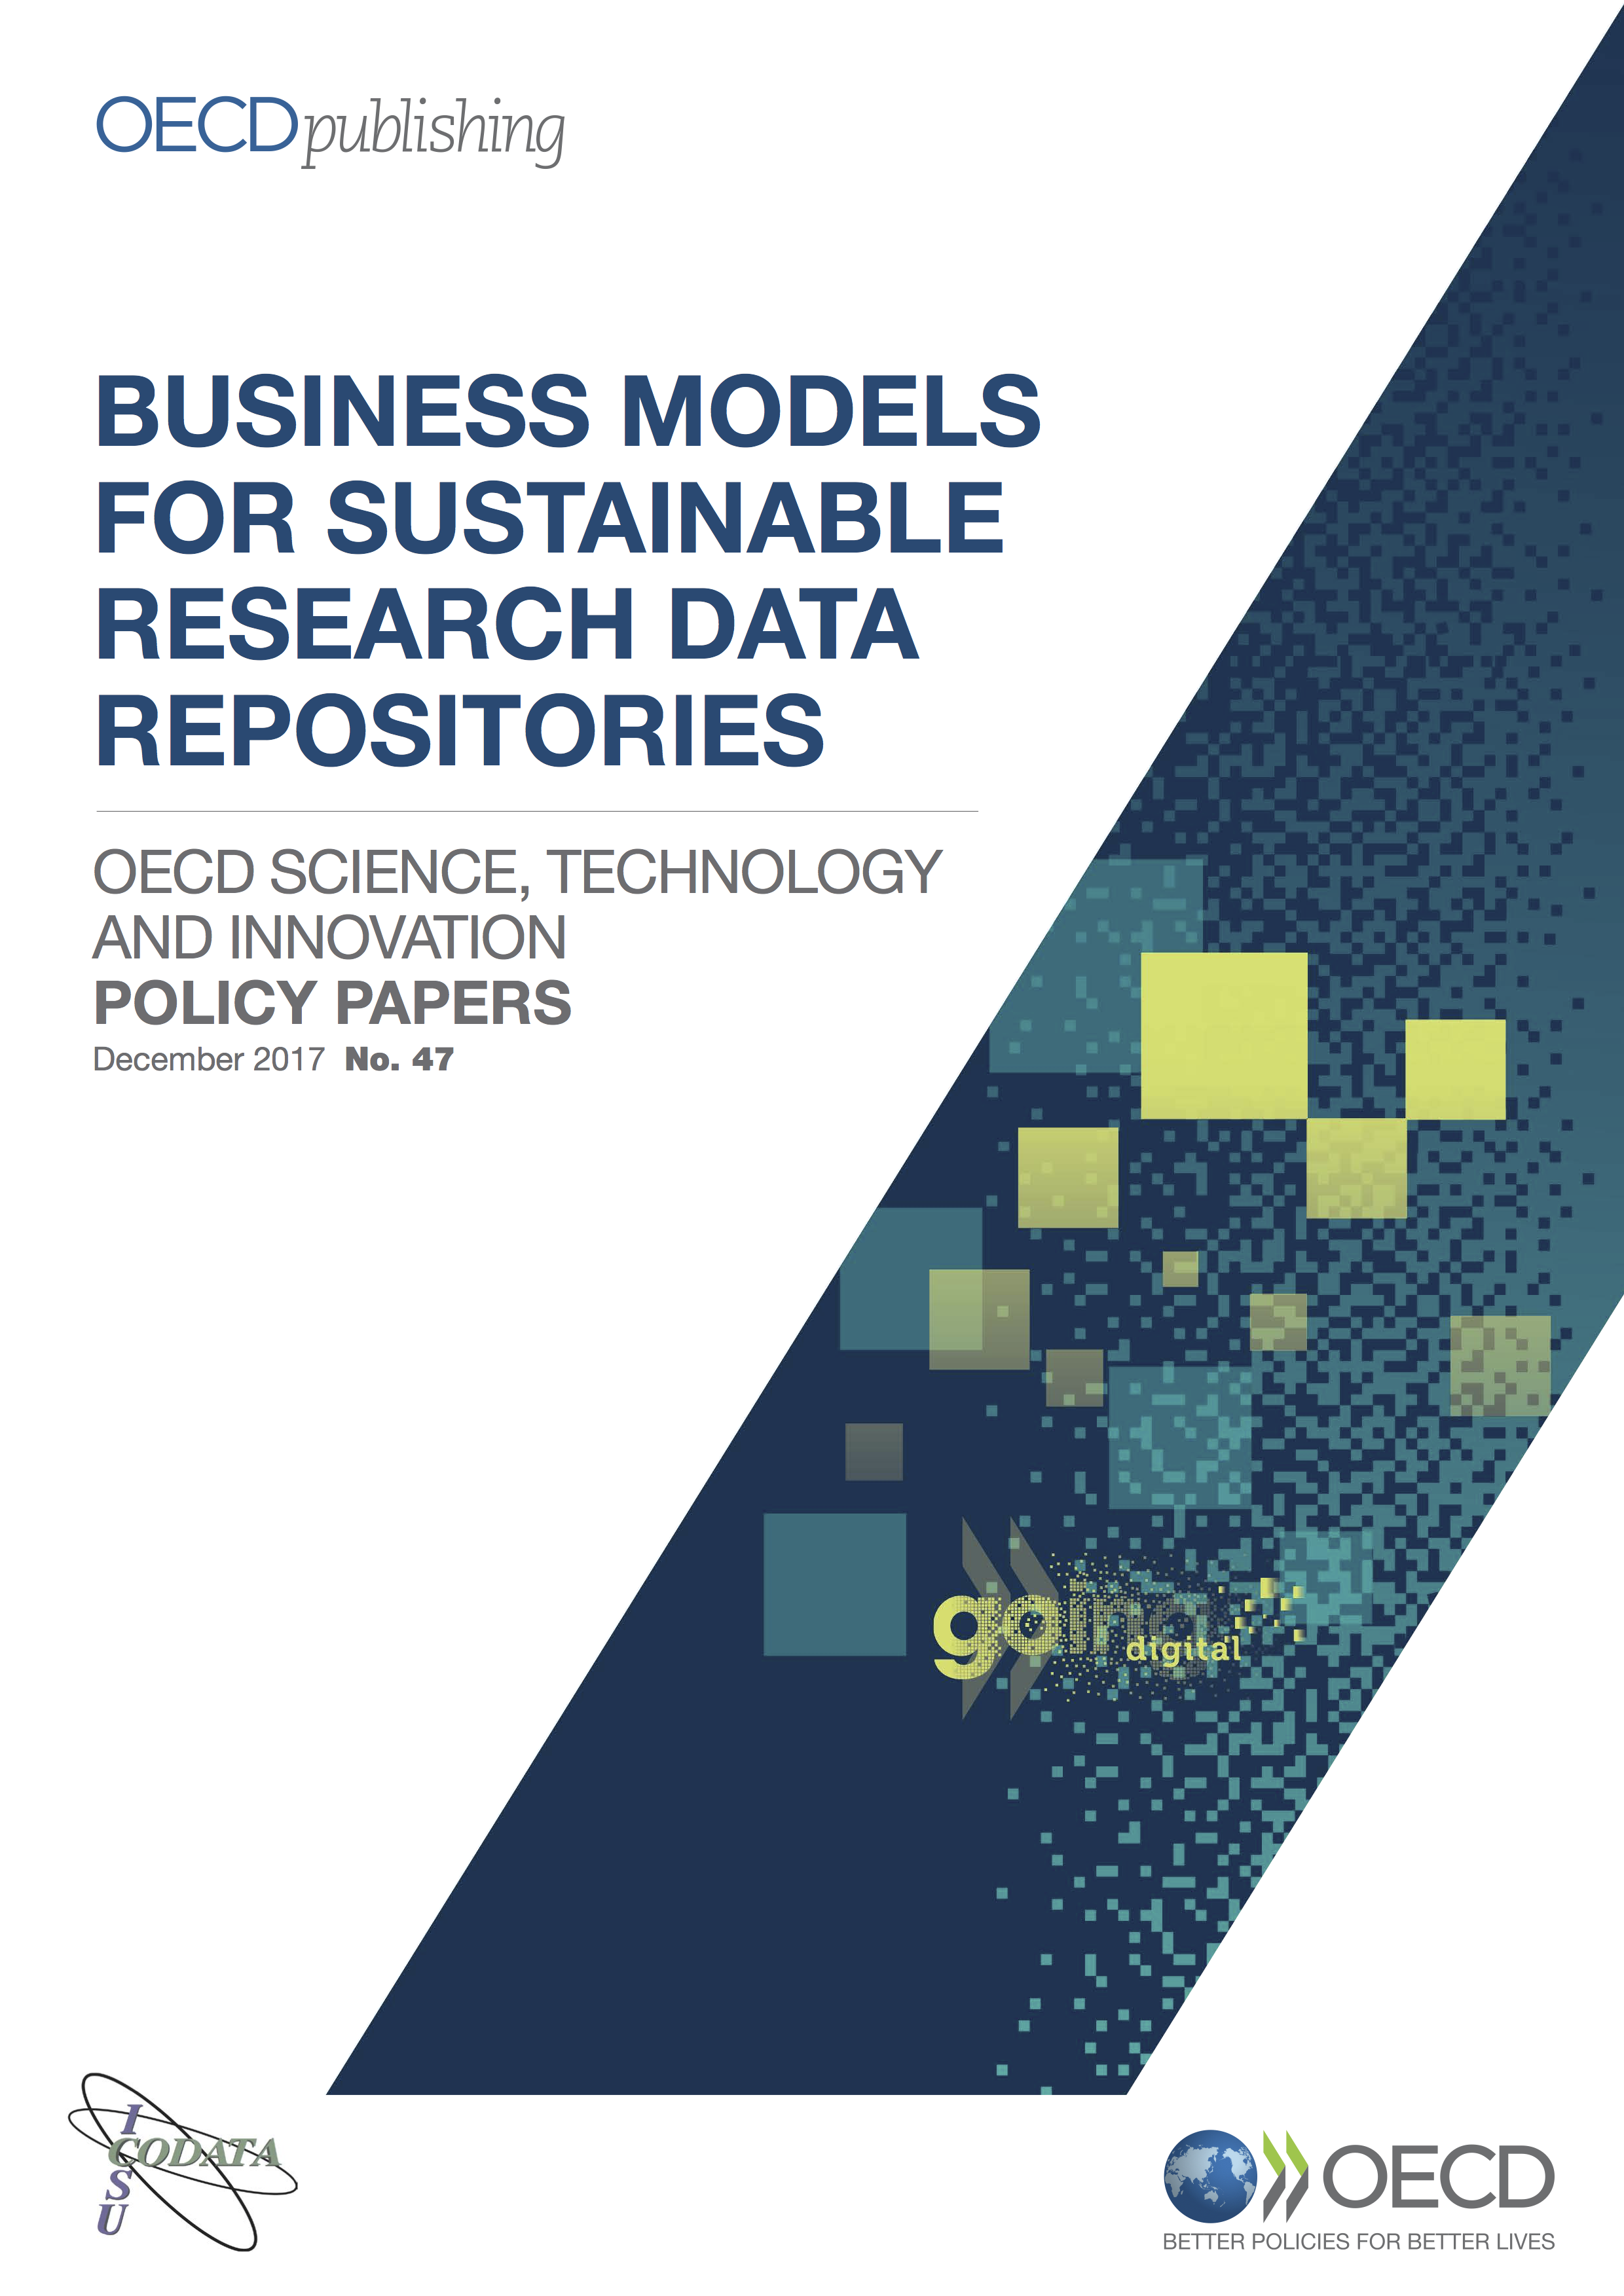 OECDpublishing
BUSINESS MODELS
FOR SUSTAINABLE
RESEARCH DATA
REPOSITORIES
OECD SCIENCE, TECHNOLOGY
AND INNOVATION
POLICY PAPERS
December 2017 No. 47
going
digital
I
CODATA
S
U
OECD
BETTER POLICIES FOR BETTER LIVES